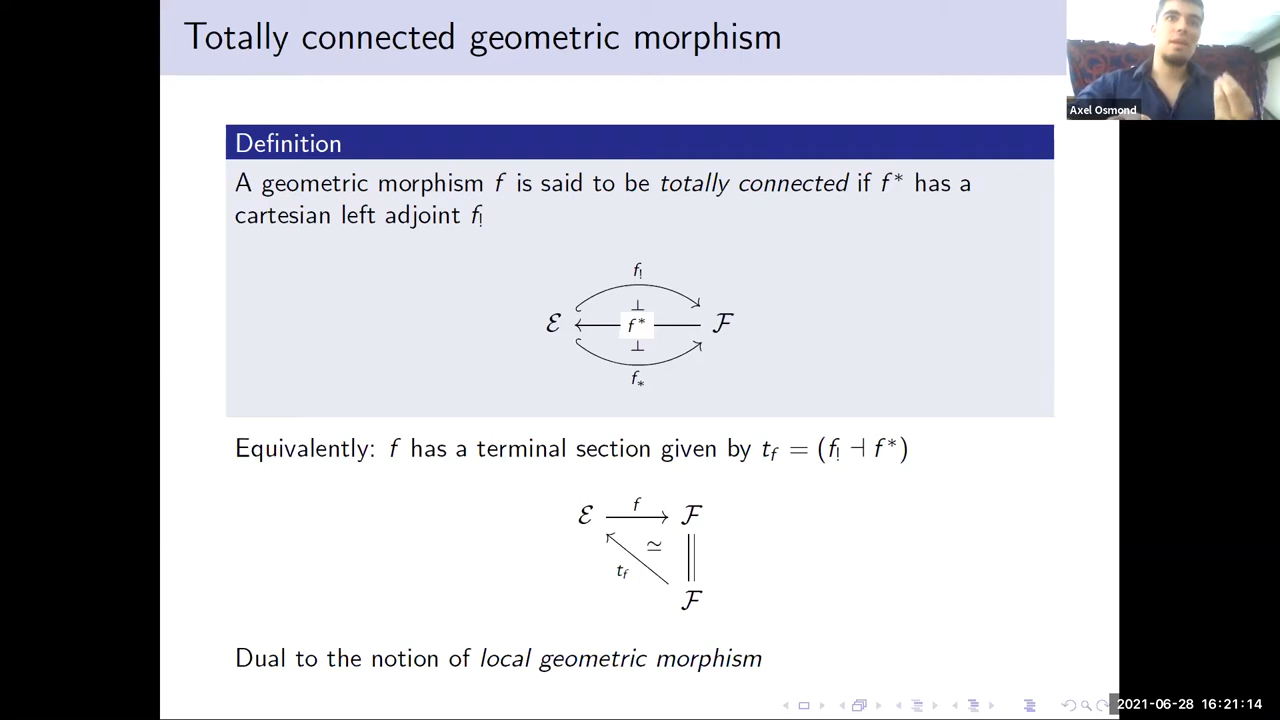 Totally connected geometric morphism
Axel Osmond
Definition
A geometric morphism f is said to be totally connected if f* has a
cartesian left adjoint f!
f!
⊥
ℰ f* ℱ
⊥
f*
Equivalently: f has a terminal section given by t_f = (f! ⊣ f*)
ℰ f ℱ
≃
t_f
ℱ
Dual to the notion of local geometric morphism
2021-06-28 16:21:14